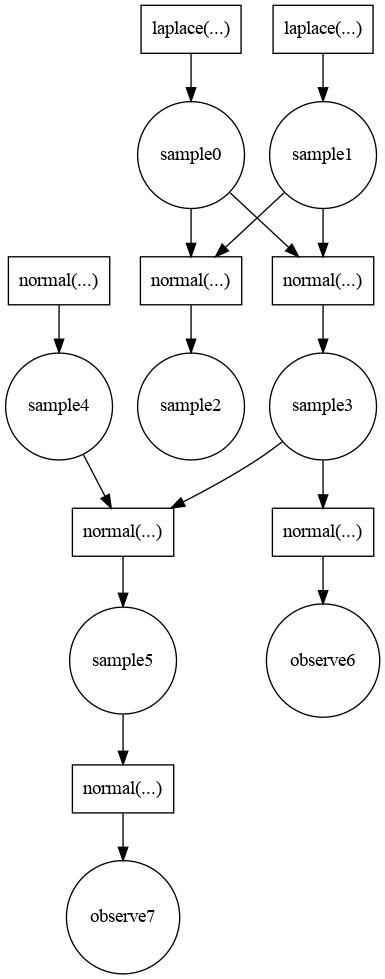 laplace(...)
laplace(...)
sample0
sample1
normal(...)
normal(...)
normal(...)
sample4
sample2
sample3
normal(...)
normal(...)
sample5
observe6
normal(...)
observe7